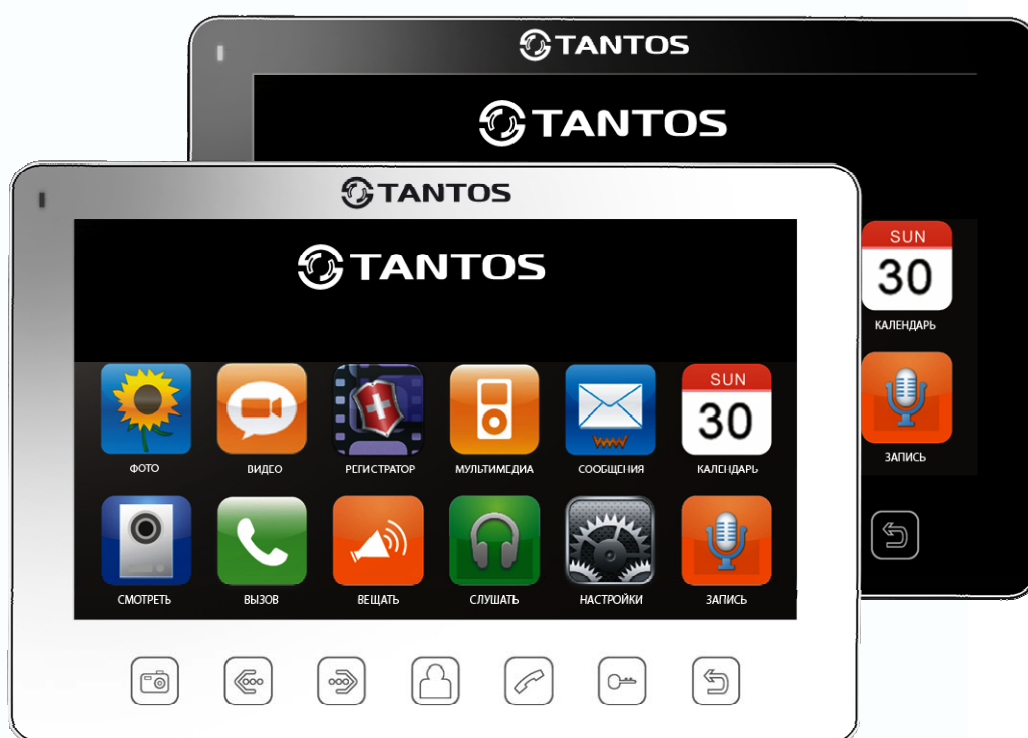 TANTOS
TANTOS
SUN
30
КАЛЕНДАРЬ
ЗАПИСЬ
TANTOS
TANTOS
ФОТО
ВИДЕО
РЕГИСТРАТОР
МУЛЬТИМЕДИА
www
СООБЩЕНИЯ
SUN
30
КАЛЕНДАРЬ
СМОТРЕТЬ
ВЫЗОВ
ВЕЩАТЬ
СЛУШАТЬ
НАСТРОЙКИ
ЗАПИСЬ